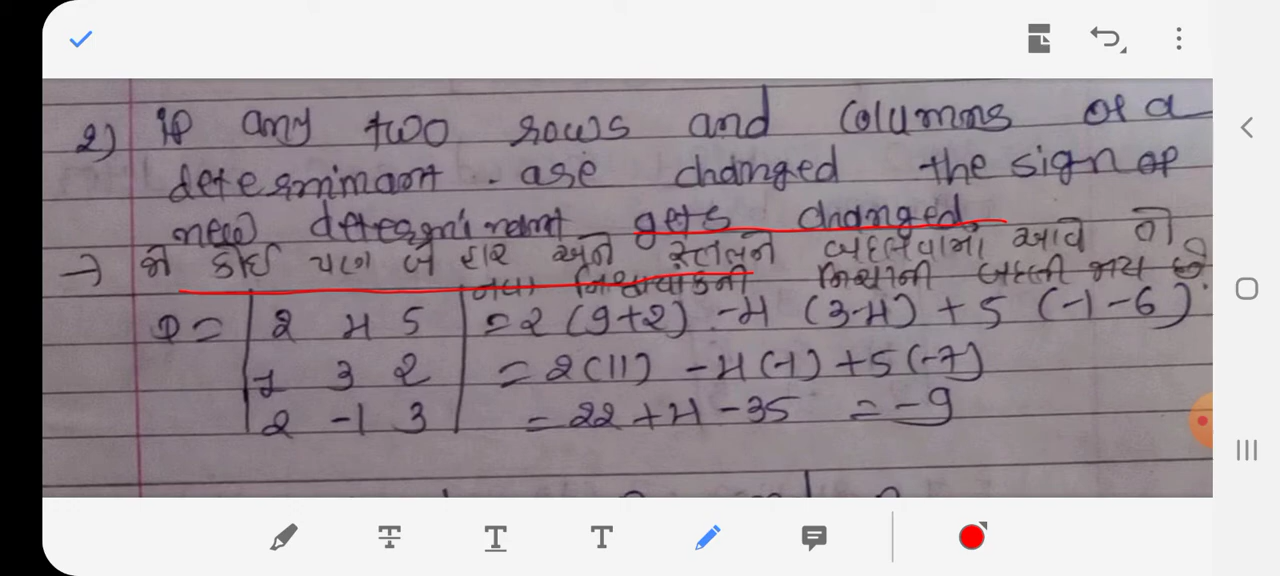 2) If any two rows and columns of a
determinant are changed the sign of
new determinant gets changed.
→ જો કોઈ પણ બે હાર અને સ્તંભને બદલવામાં આવે તો
નવા નિશ્ચાયકની નિશાની બદલી જાય છે.
D = | 2 4 5 | = 2 (9+2) - 4 (3-4) + 5 (-1-6)
| 1 3 2 | = 2(11) - 4(-1) + 5(-7)
| 2 -1 3 | = 22 + 4 - 35 = -9
T T T